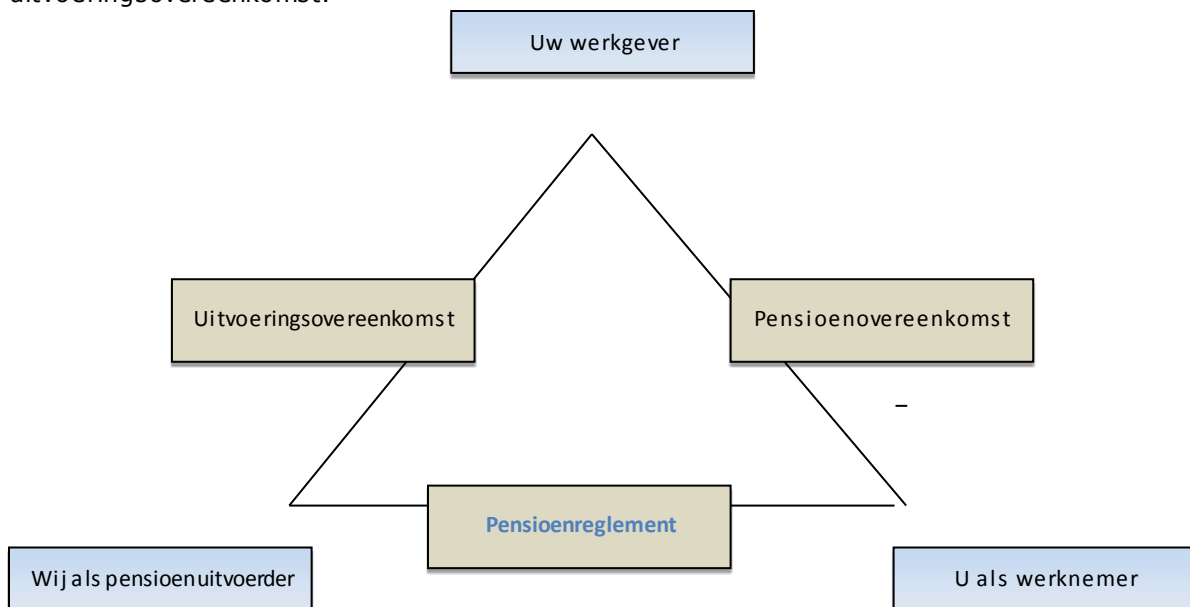 uitvoeringsovereenkomst.
Uw werkgever
Uitvoeringsovereenkomst
Pensioenovereenkomst
–
Pensioenreglement
Wij als pensioenuitvoerder
U als werknemer